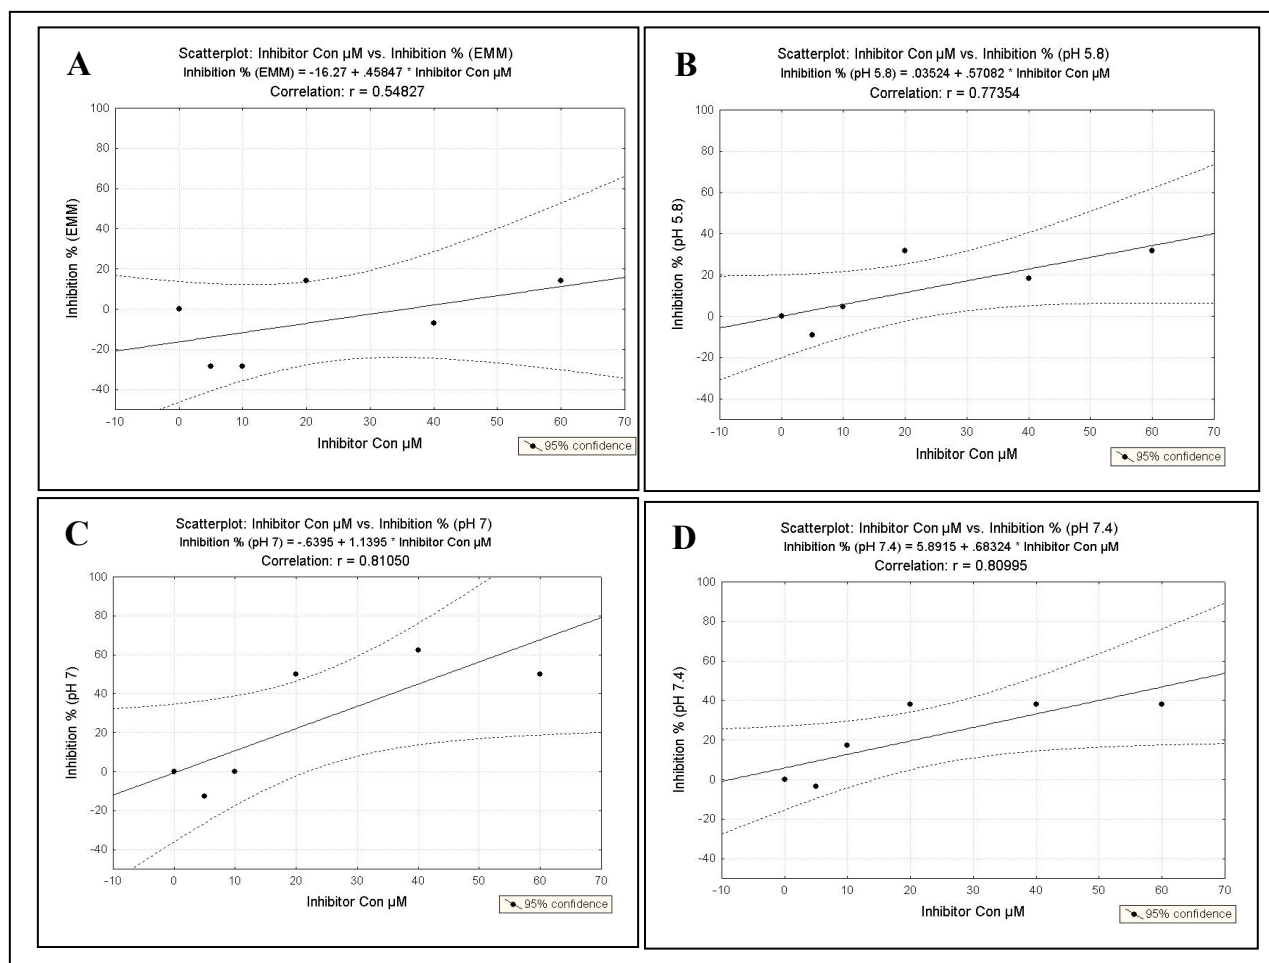 A
Scatterplot: Inhibitor Con µM vs. Inhibition % (EMM)
Inhibition % (EMM) = -16.27 + .45847 * Inhibitor Con µM
Correlation: r = 0.54827
100
80
60
40
20
0
-20
-40
Inhibition % (EMM)
-10 0 10 20 30 40 50 60 70
Inhibitor Con µM
95% confidence
B
Scatterplot: Inhibitor Con µM vs. Inhibition % (pH 5.8)
Inhibition % (pH 5.8) = .03524 + .57082 * Inhibitor Con µM
Correlation: r = 0.77354
100
80
60
40
20
0
-20
-40
Inhibition % (pH 5.8)
-10 0 10 20 30 40 50 60 70
Inhibitor Con µM
95% confidence
C
Scatterplot: Inhibitor Con µM vs. Inhibition % (pH 7)
Inhibition % (pH 7) = -.6395 + 1.1395 * Inhibitor Con µM
Correlation: r = 0.81050
100
80
60
40
20
0
-20
-40
Inhibition % (pH 7)
-10 0 10 20 30 40 50 60 70
Inhibitor Con µM
95% confidence
D
Scatterplot: Inhibitor Con µM vs. Inhibition % (pH 7.4)
Inhibition % (pH 7.4) = 5.8915 + .68324 * Inhibitor Con µM
Correlation: r = 0.80995
100
80
60
40
20
0
-20
-40
Inhibition % (pH 7.4)
-10 0 10 20 30 40 50 60 70
Inhibitor Con µM
95% confidence